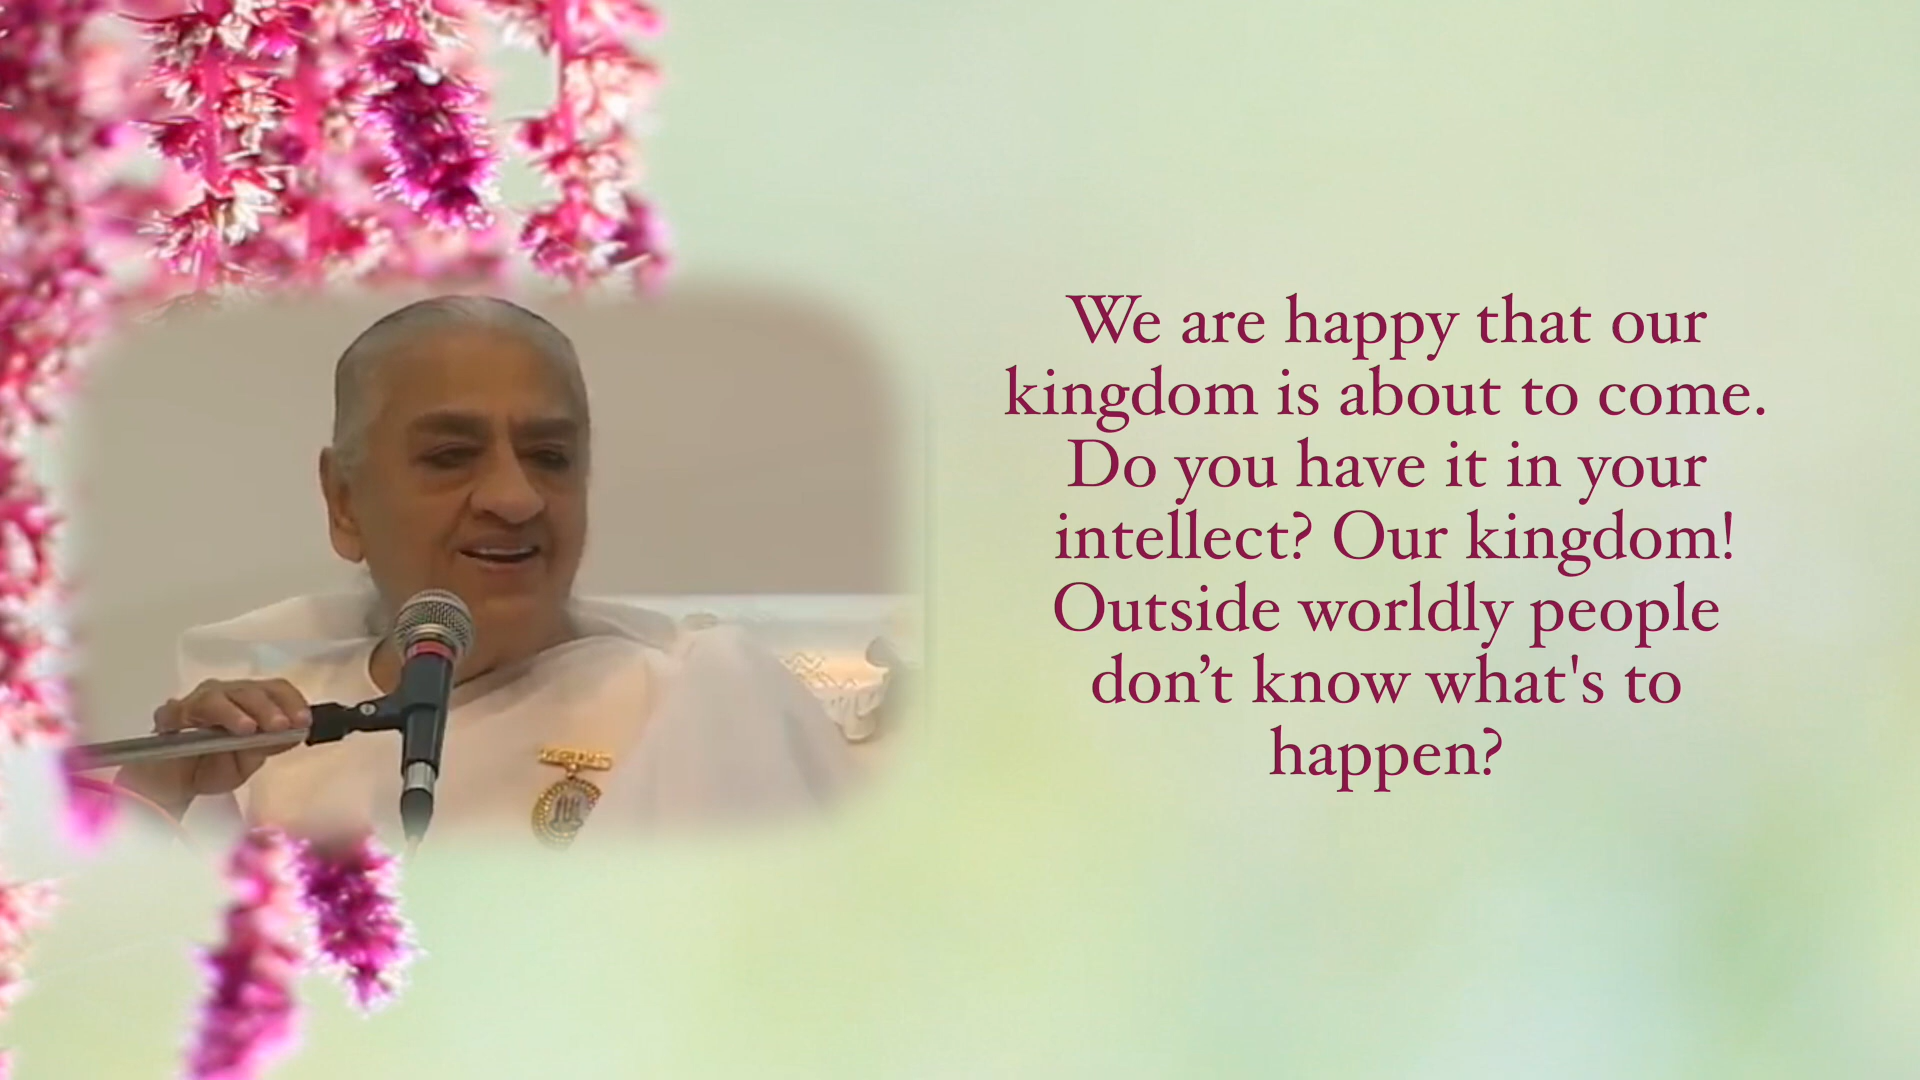 We are happy that our
kingdom is about to come.
Do you have it in your
intellect? Our kingdom!
Outside worldly people
don’t know what's to
happen?